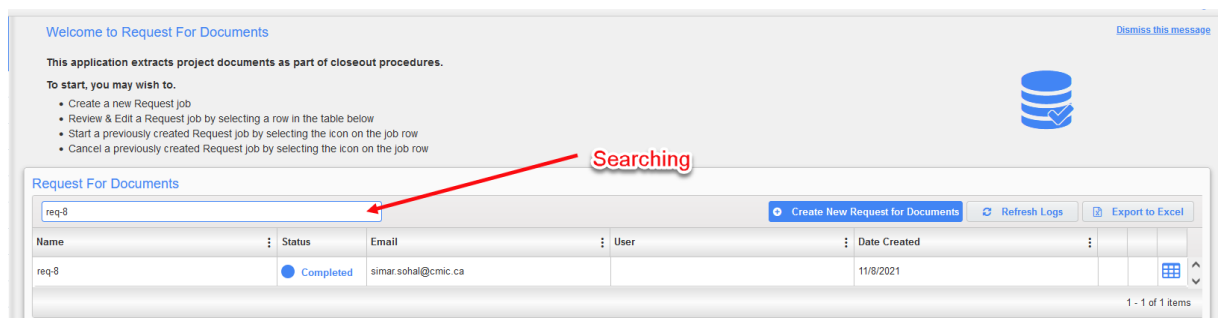 Welcome to Request For Documents
Dismiss this message
This application extracts project documents as part of closeout procedures.
To start, you may wish to.
• Create a new Request job
• Review & Edit a Request job by selecting a row in the table below
• Start a previously created Request job by selecting the icon on the job row
• Cancel a previously created Request job by selecting the icon on the job row
Searching
Request For Documents
req-8
Create New Request for Documents
Refresh Logs
Export to Excel
Name Status Email User Date Created
req-8 Completed simar.sohal@cmic.ca 11/8/2021
1 - 1 of 1 items